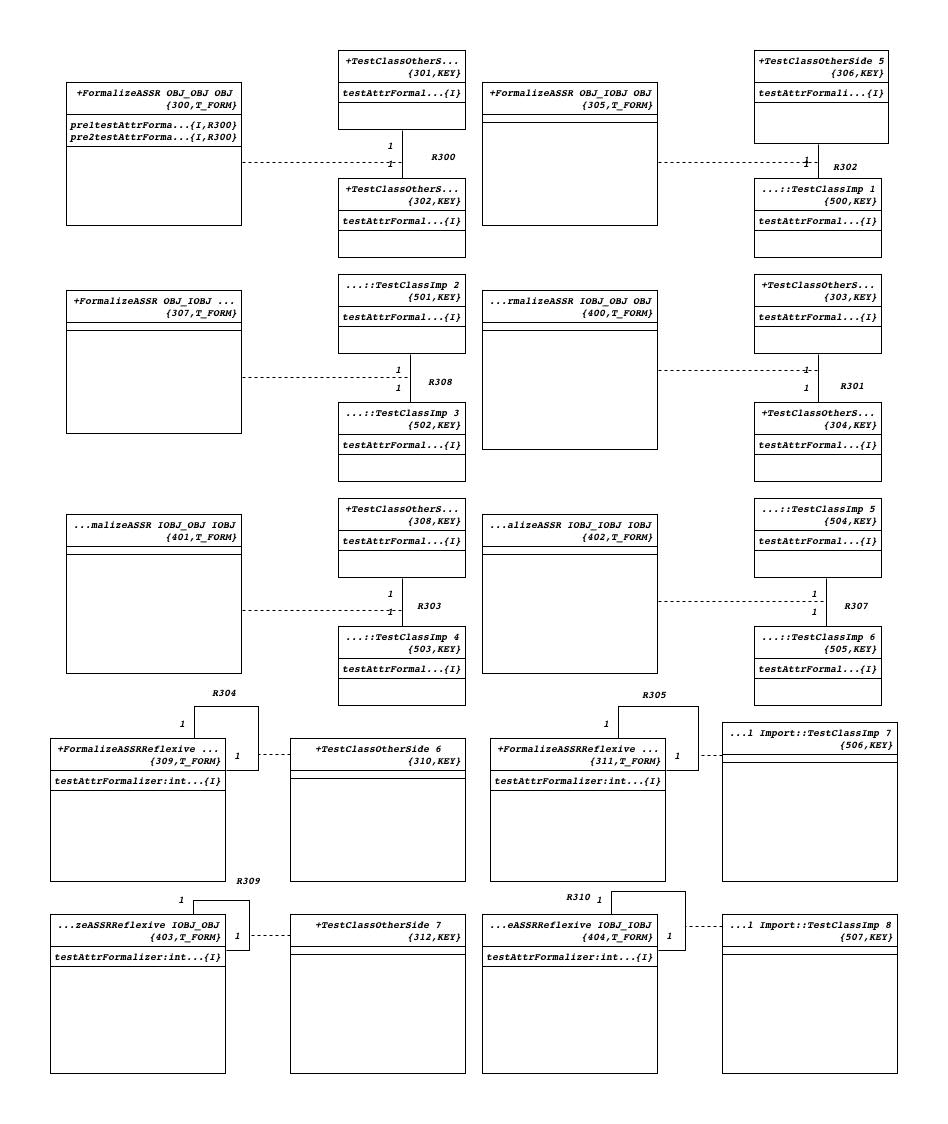 +TestClassOtherS...
{301,KEY}
testAttrFormal...{I}
+TestClassOtherSide 5
{306,KEY}
testAttrFormali...{I}
+FormalizeASSR OBJ_OBJ OBJ
{300,T_FORM}
pre1testAttrForma...{I,R300}
pre2testAttrForma...{I,R300}
+FormalizeASSR OBJ_IOBJ OBJ
{305,T_FORM}
1
R300
1
1
R302
1
+TestClassOtherS...
{302,KEY}
testAttrFormal...{I}
...::TestClassImp 1
{500,KEY}
testAttrFormal...{I}
...::TestClassImp 2
{501,KEY}
testAttrFormal...{I}
+TestClassOtherS...
{303,KEY}
testAttrFormal...{I}
+FormalizeASSR OBJ_IOBJ ...
{307,T_FORM}
...rmalizeASSR IOBJ_OBJ OBJ
{400,T_FORM}
1
R308
1
1
R301
1
...::TestClassImp 3
{502,KEY}
testAttrFormal...{I}
+TestClassOtherS...
{304,KEY}
testAttrFormal...{I}
+TestClassOtherS...
{308,KEY}
testAttrFormal...{I}
...::TestClassImp 5
{504,KEY}
testAttrFormal...{I}
...malizeASSR IOBJ_OBJ IOBJ
{401,T_FORM}
...alizeASSR IOBJ_IOBJ IOBJ
{402,T_FORM}
1
R303
1
1
R307
1
...::TestClassImp 4
{503,KEY}
testAttrFormal...{I}
...::TestClassImp 6
{505,KEY}
testAttrFormal...{I}
R304
1
1
R305
1
1
+FormalizeASSRReflexive ...
{309,T_FORM}
testAttrFormalizer:int...{I}
+TestClassOtherSide 6
{310,KEY}
+FormalizeASSRReflexive ...
{311,T_FORM}
testAttrFormalizer:int...{I}
...l Import::TestClassImp 7
{506,KEY}
R309
1
1
R310
1
1
...zeASSRReflexive IOBJ_OBJ
{403,T_FORM}
testAttrFormalizer:int...{I}
+TestClassOtherSide 7
{312,KEY}
...eASSRReflexive IOBJ_IOBJ
{404,T_FORM}
testAttrFormalizer:int...{I}
...l Import::TestClassImp 8
{507,KEY}